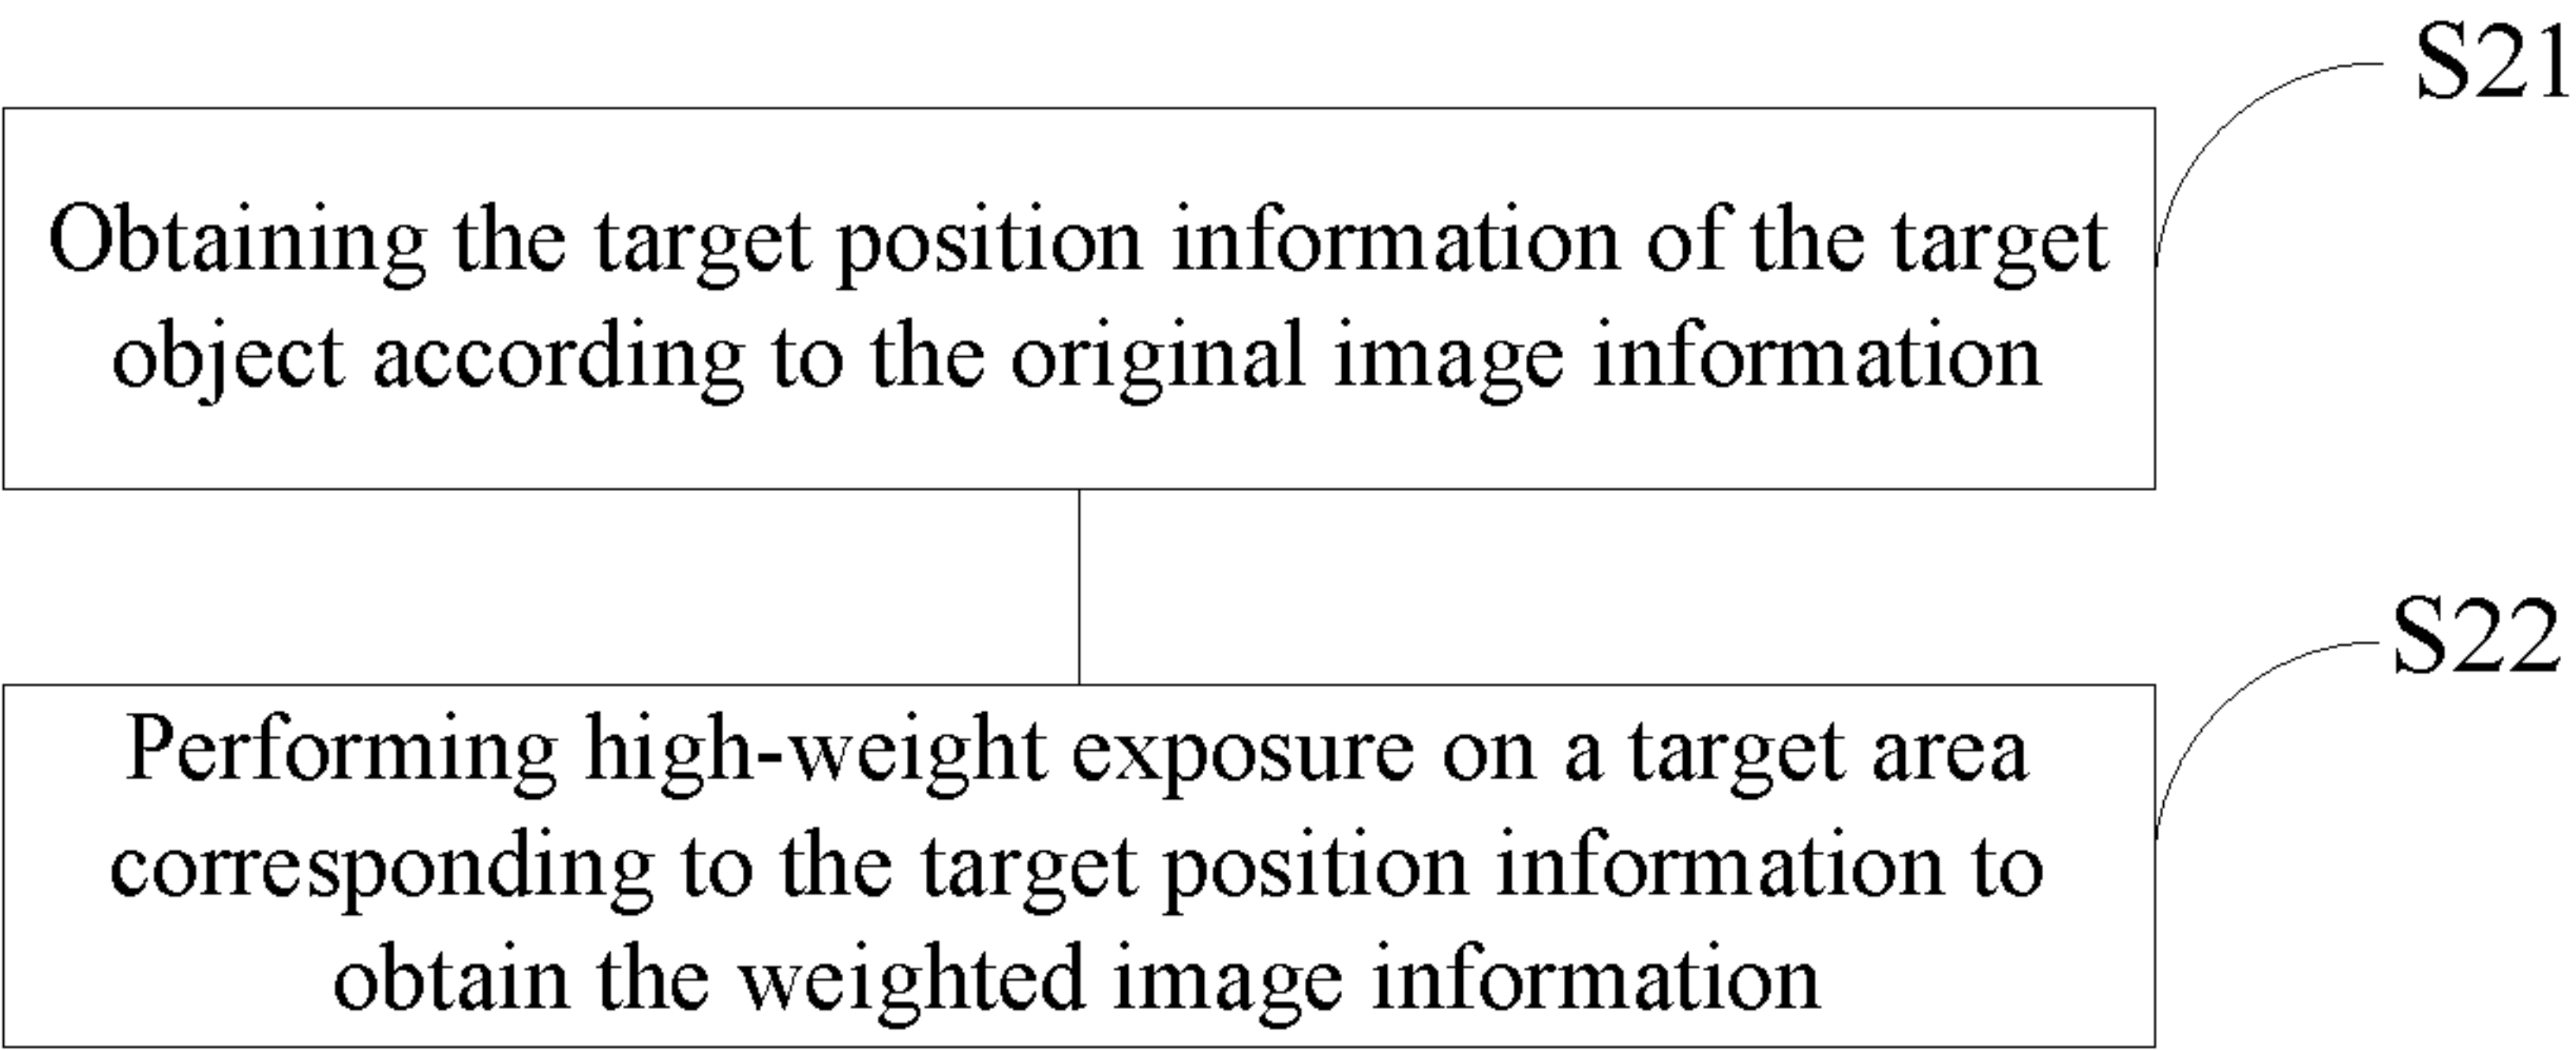 S21
Obtaining the target position information of the target
object according to the original image information
S22
Performing high-weight exposure on a target area
corresponding to the target position information to
obtain the weighted image information